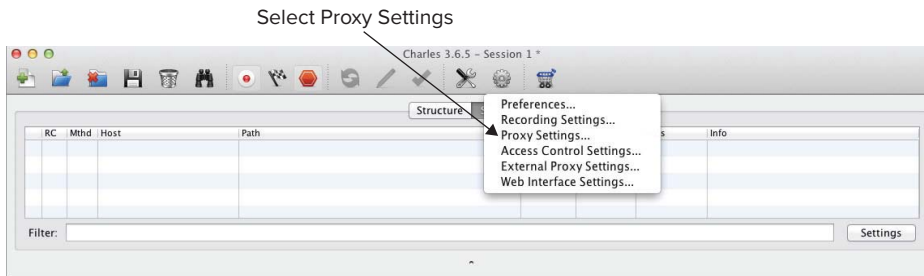 Select Proxy Settings
Charles 3.6.5 – Session 1 *
Structure S
Preferences...
Recording Settings...
Proxy Settings...
Access Control Settings...
External Proxy Settings...
Web Interface Settings...
RC Mthd Host Path s Info
Filter: Settings